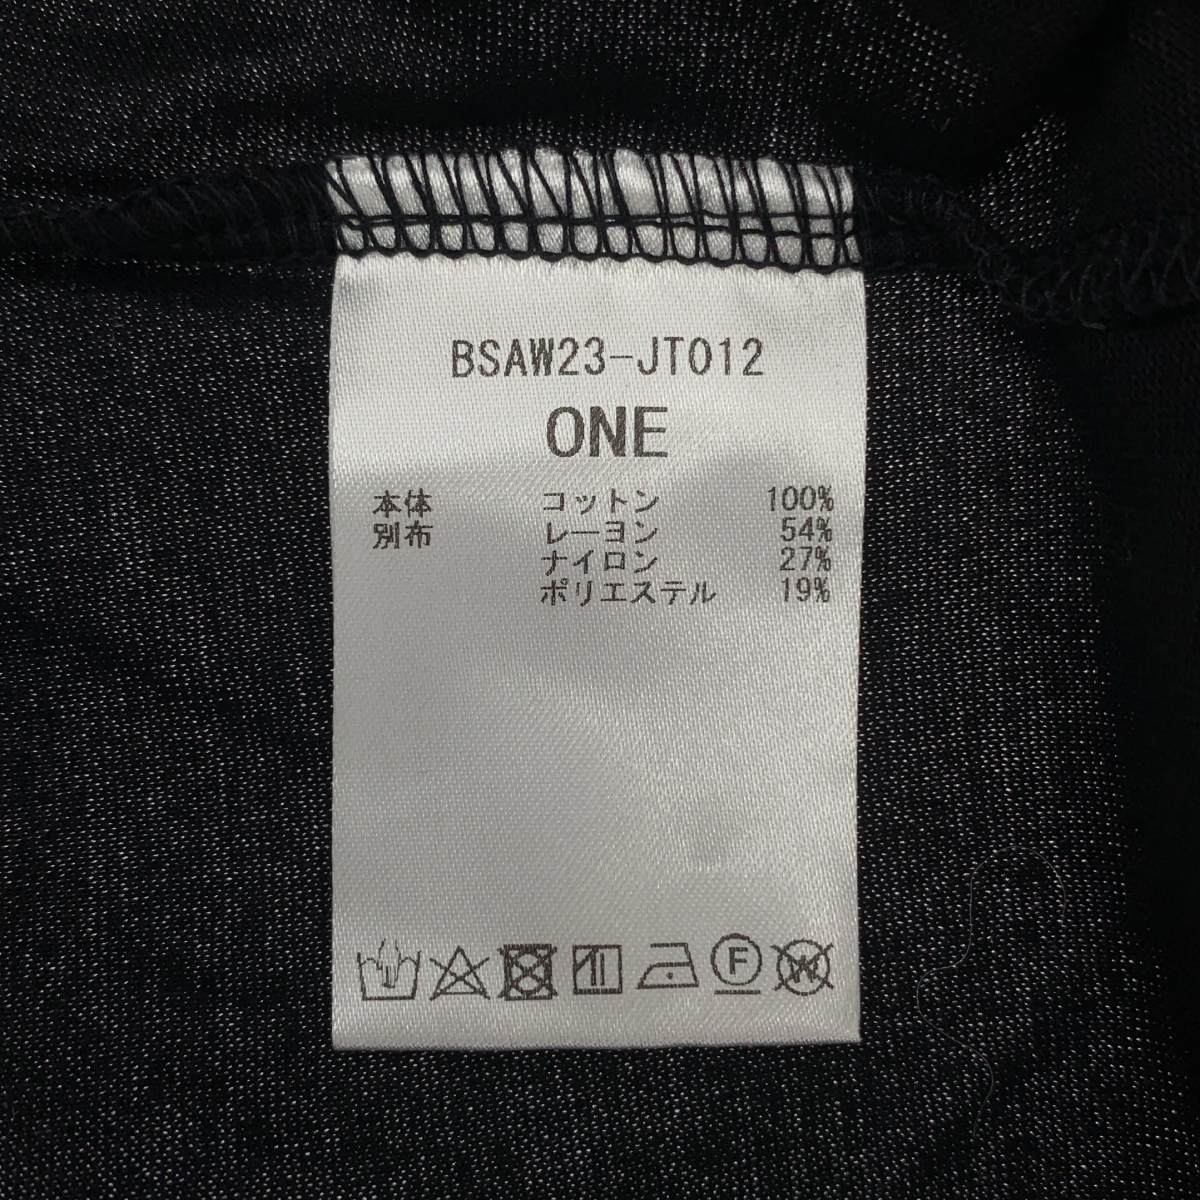 BSAW23-JT012
ONE
本体 コットン 100%
別布 レーヨン 54%
ナイロン 27%
ポリエステル 19%
F W